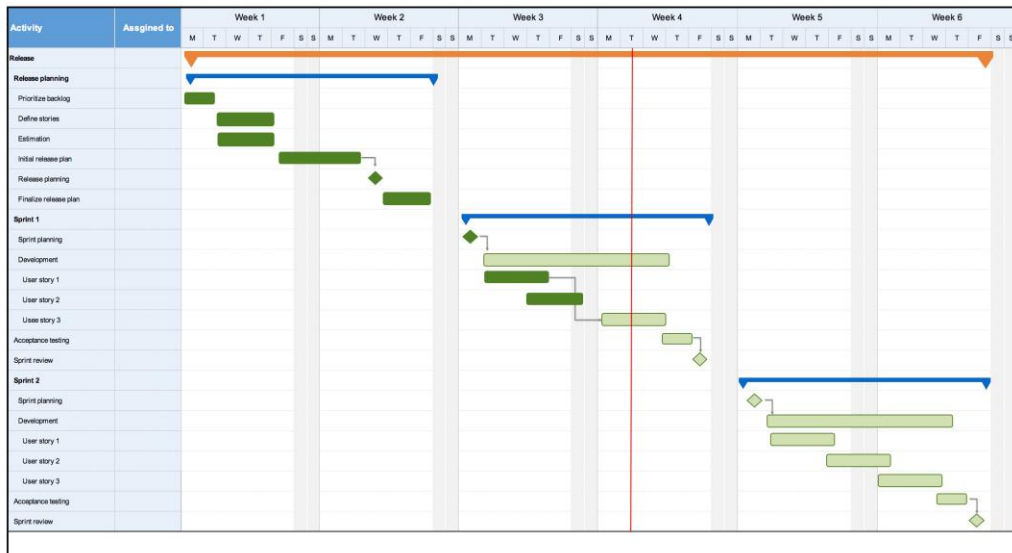 Activity Assgined to Week 1 Week 2 Week 3 Week 4 Week 5 Week 6
M T W T F S S M T W T F S S M T W T F S S M T W T F S S M T W T F S S M T W T F S S
Release
Release planning
Prioritize backlog
Define stories
Estimation
Initial release plan
Release planning
Finalize release plan
Sprint 1
Sprint planning
Development
User story 1
User story 2
Usee story 3
Acceptance testing
Sprint review
Sprint 2
Sprint planning
Development
User story 1
User story 2
User story 3
Acceptance testing
Sprint review